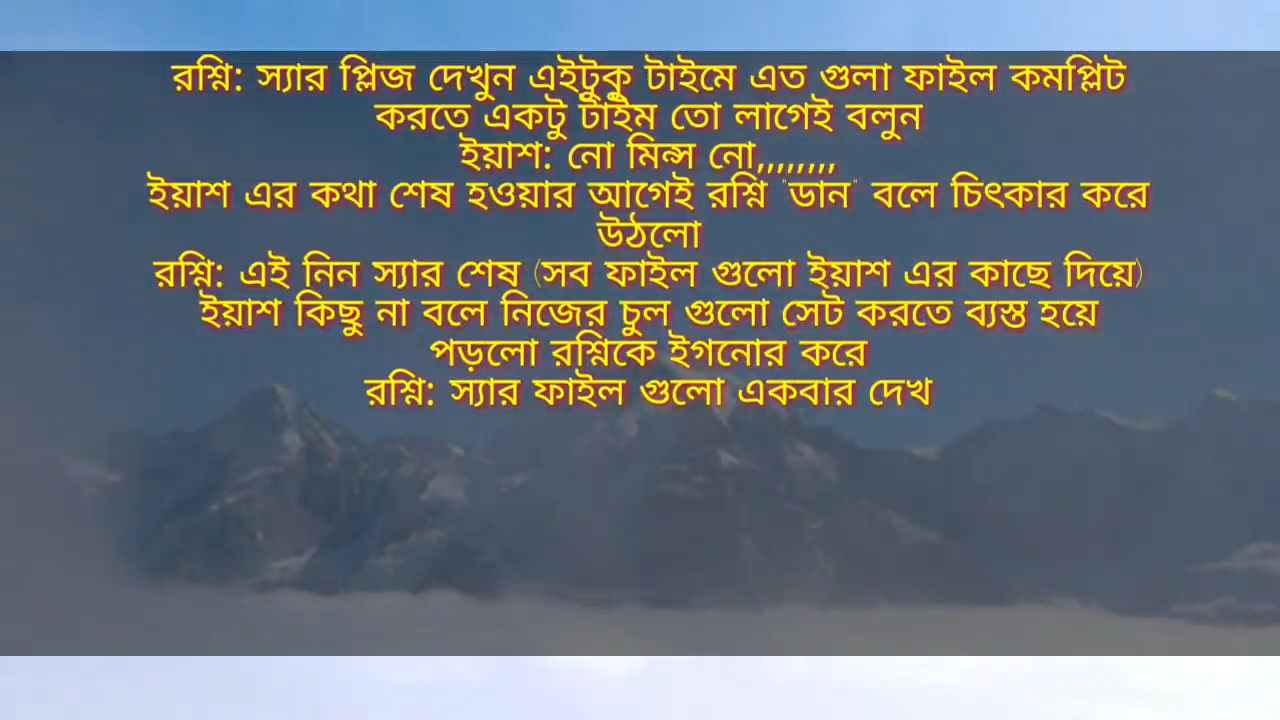 রশ্নি: স্যার প্লিজ দেখুন এইটুকু টাইমে এত গুলা ফাইল কমপ্লিট
করতে একটু টাইম তো লাগেই বলুন
ইয়াশ: নো মিন্স নো,,,,,,,,
ইয়াশ এর কথা শেষ হওয়ার আগেই রশ্নি "ডান" বলে চিৎকার করে
উঠলো
রশ্নি: এই নিন স্যার শেষ (সব ফাইল গুলো ইয়াশ এর কাছে দিয়ে)
ইয়াশ কিছু না বলে নিজের চুল গুলো সেট করতে ব্যস্ত হয়ে
পড়লো রশ্নিকে ইগনোর করে
রশ্নি: স্যার ফাইল গুলো একবার দেখ